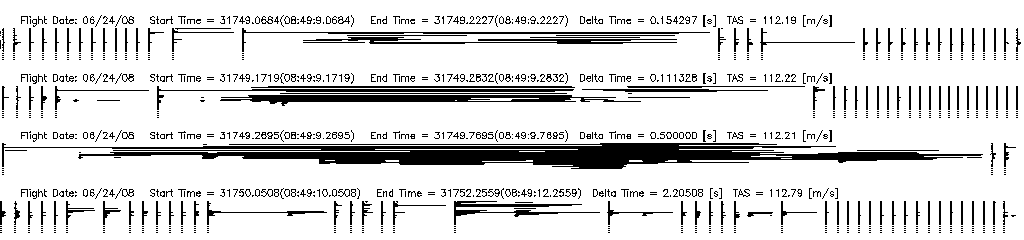 Flight Date: 06/24/08 Start Time = 31749.0684(08:49:9.0684) End Time = 31749.2227(08:49:9.2227) Delta Time = 0.154297 [s] TAS = 112.19 [m/s]
Flight Date: 06/24/08 Start Time = 31749.1719(08:49:9.1719) End Time = 31749.2832(08:49:9.2832) Delta Time = 0.111328 [s] TAS = 112.22 [m/s]
Flight Date: 06/24/08 Start Time = 31749.2695(08:49:9.2695) End Time = 31749.7695(08:49:9.7695) Delta Time = 0.500000 [s] TAS = 112.21 [m/s]
Flight Date: 06/24/08 Start Time = 31750.0508(08:49:10.0508) End Time = 31752.2559(08:49:12.2559) Delta Time = 2.20508 [s] TAS = 112.79 [m/s]